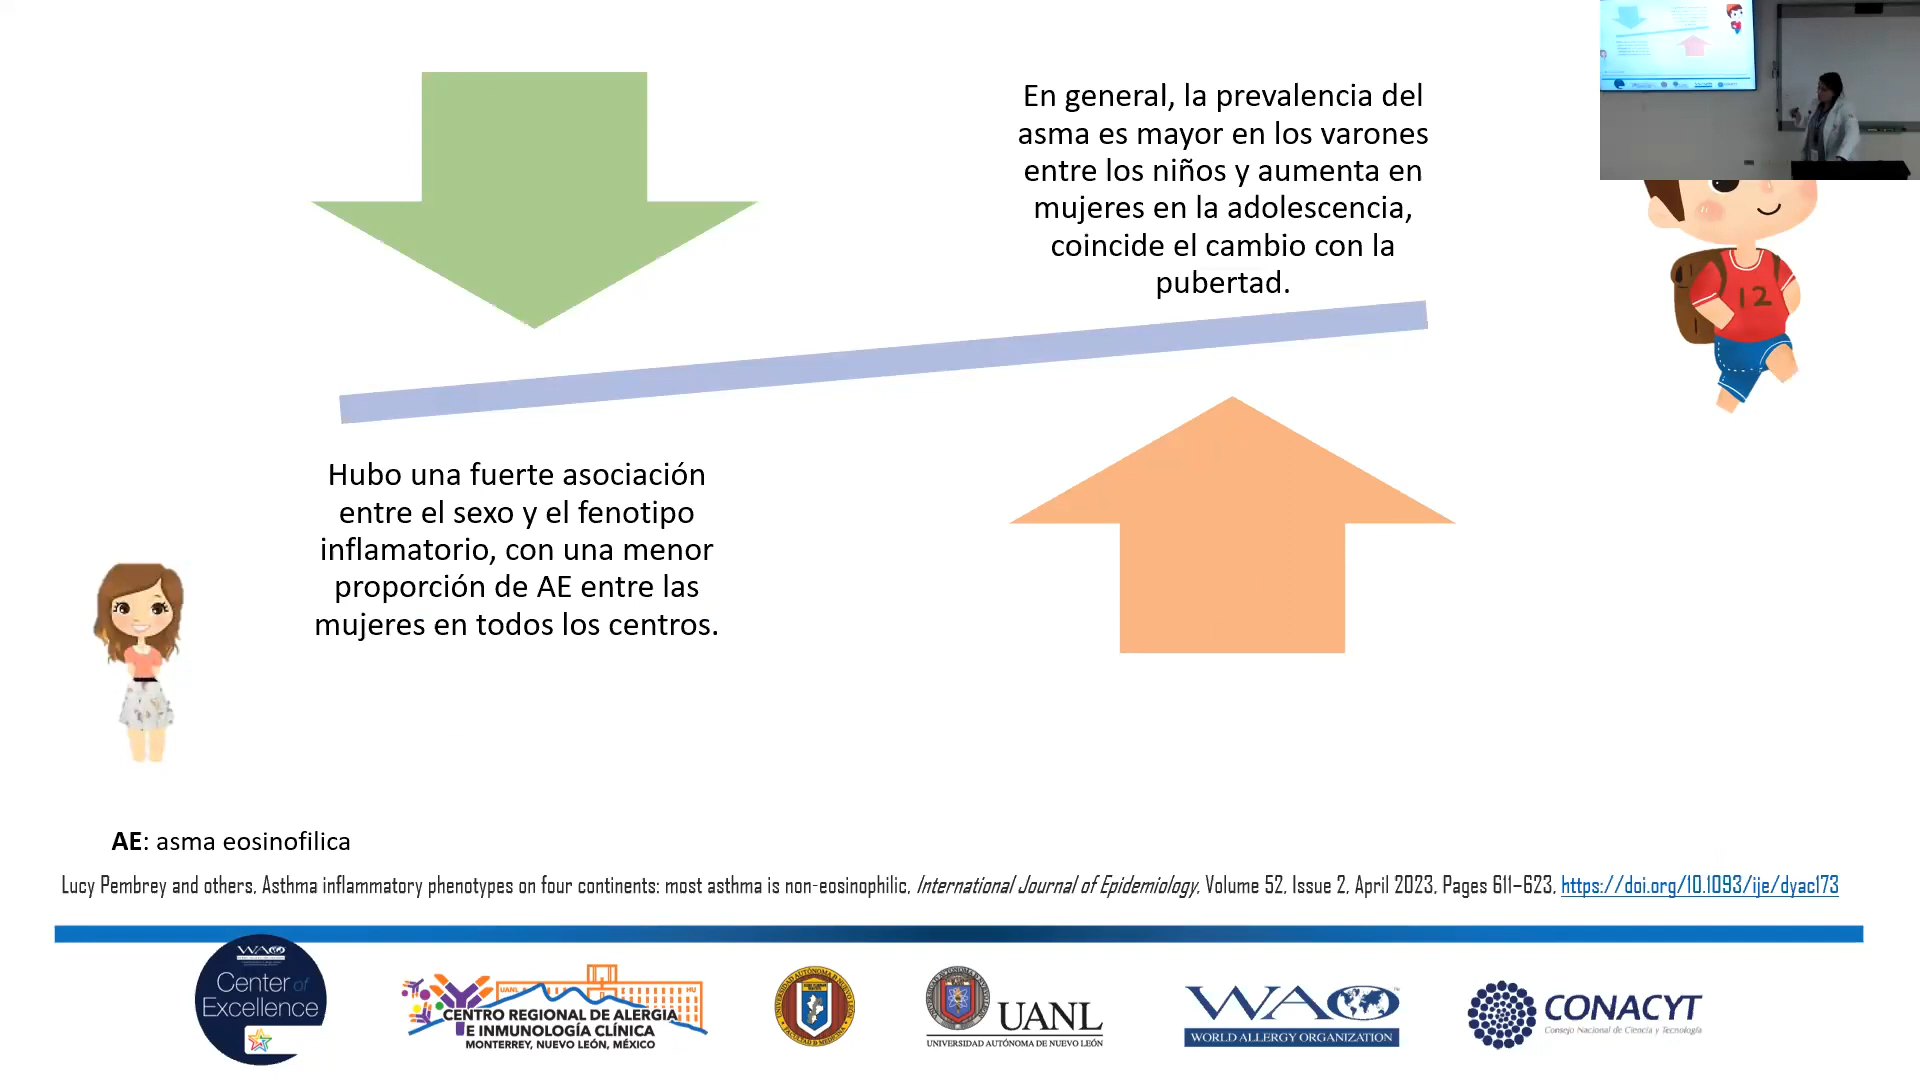 En general, la prevalencia del
asma es mayor en los varones
entre los niños y aumenta en
mujeres en la adolescencia,
coincide el cambio con la
pubertad.
12
Hubo una fuerte asociación
entre el sexo y el fenotipo
inflamatorio, con una menor
proporción de AE entre las
mujeres en todos los centros.
AE: asma eosinofilica
Lucy Pembrey and others, Asthma inflammatory phenotypes on four continents: most asthma is non-eosinophilic, International Journal of Epidemiology, Volume 52, Issue 2, April 2023, Pages 611–623, https://doi.org/10.1093/ije/dyac173
WAO
Center of
Excellence
UANL
HU
CENTRO REGIONAL DE ALERGIA
E INMUNOLOGÍA CLÍNICA
MONTERREY, NUEVO LEÓN, MÉXICO
UANL
UNIVERSIDAD AUTÓNOMA DE NUEVO LEÓN
WAO
WORLD ALLERGY ORGANIZATION
CONACYT
Consejo Nacional de Ciencia y Tecnología